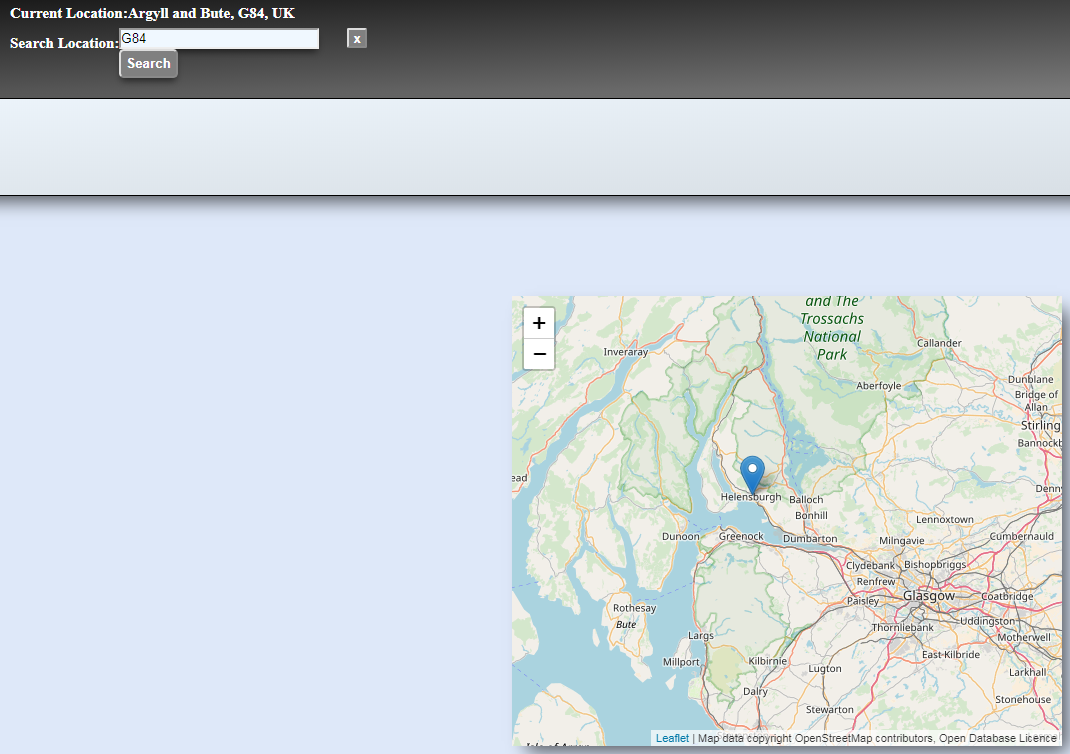 Current Location:Argyll and Bute, G84, UK
Search Location:G84
x
Search
and The
Trossachs
National
Park
+
−
Callander
Inveraray
Dunblane
Aberfoyle
Bridge of
Allan
Stirling
Bannockb
ead
Denny
Helensburgh
Balloch
Bonhill
Lennoxtown
Dunoon
Greenock
Dumbarton
Milngavie
Cumbernauld
Clydebank
Bishopbriggs
Renfrew
Glasgow
Coatbridge
Paisley
Rothesay
Bute
Thornliebank
Uddingston
Motherwell
Largs
East Kilbride
Millport
Kilbirnie
Lugton
Larkhall
Dalry
Stonehouse
Stewarton
Isle of Arran
Leaflet | Map data copyright OpenStreetMap contributors, Open Database Licence